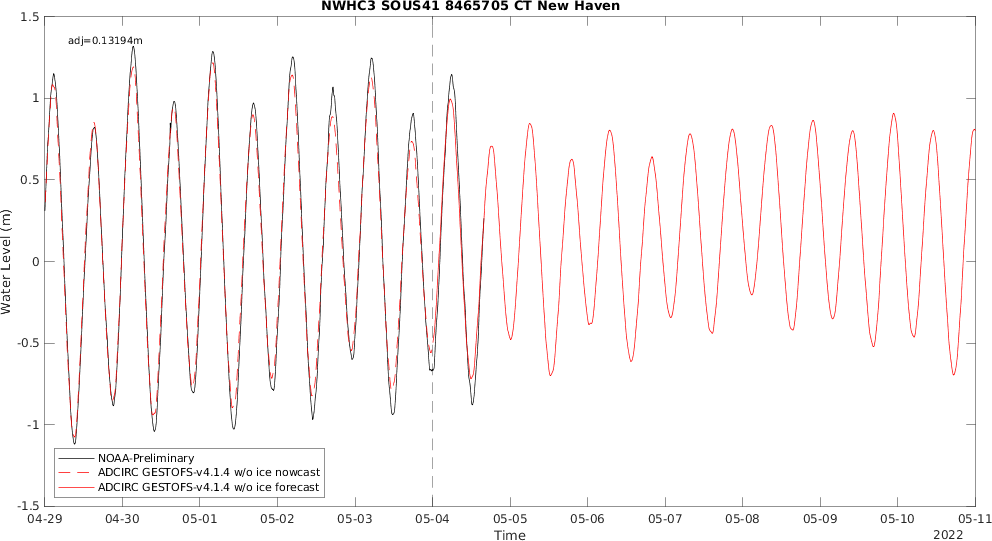 NWHC3 SOUS41 8465705 CT New Haven
adj=0.13194m
1.5
1
0.5
0
-0.5
-1
-1.5
Water Level (m)
NOAA-Preliminary
ADCIRC GESTOFS-v4.1.4 w/o ice nowcast
ADCIRC GESTOFS-v4.1.4 w/o ice forecast
04-29 04-30 05-01 05-02 05-03 05-04 05-05 05-06 05-07 05-08 05-09 05-10 05-11
Time
2022